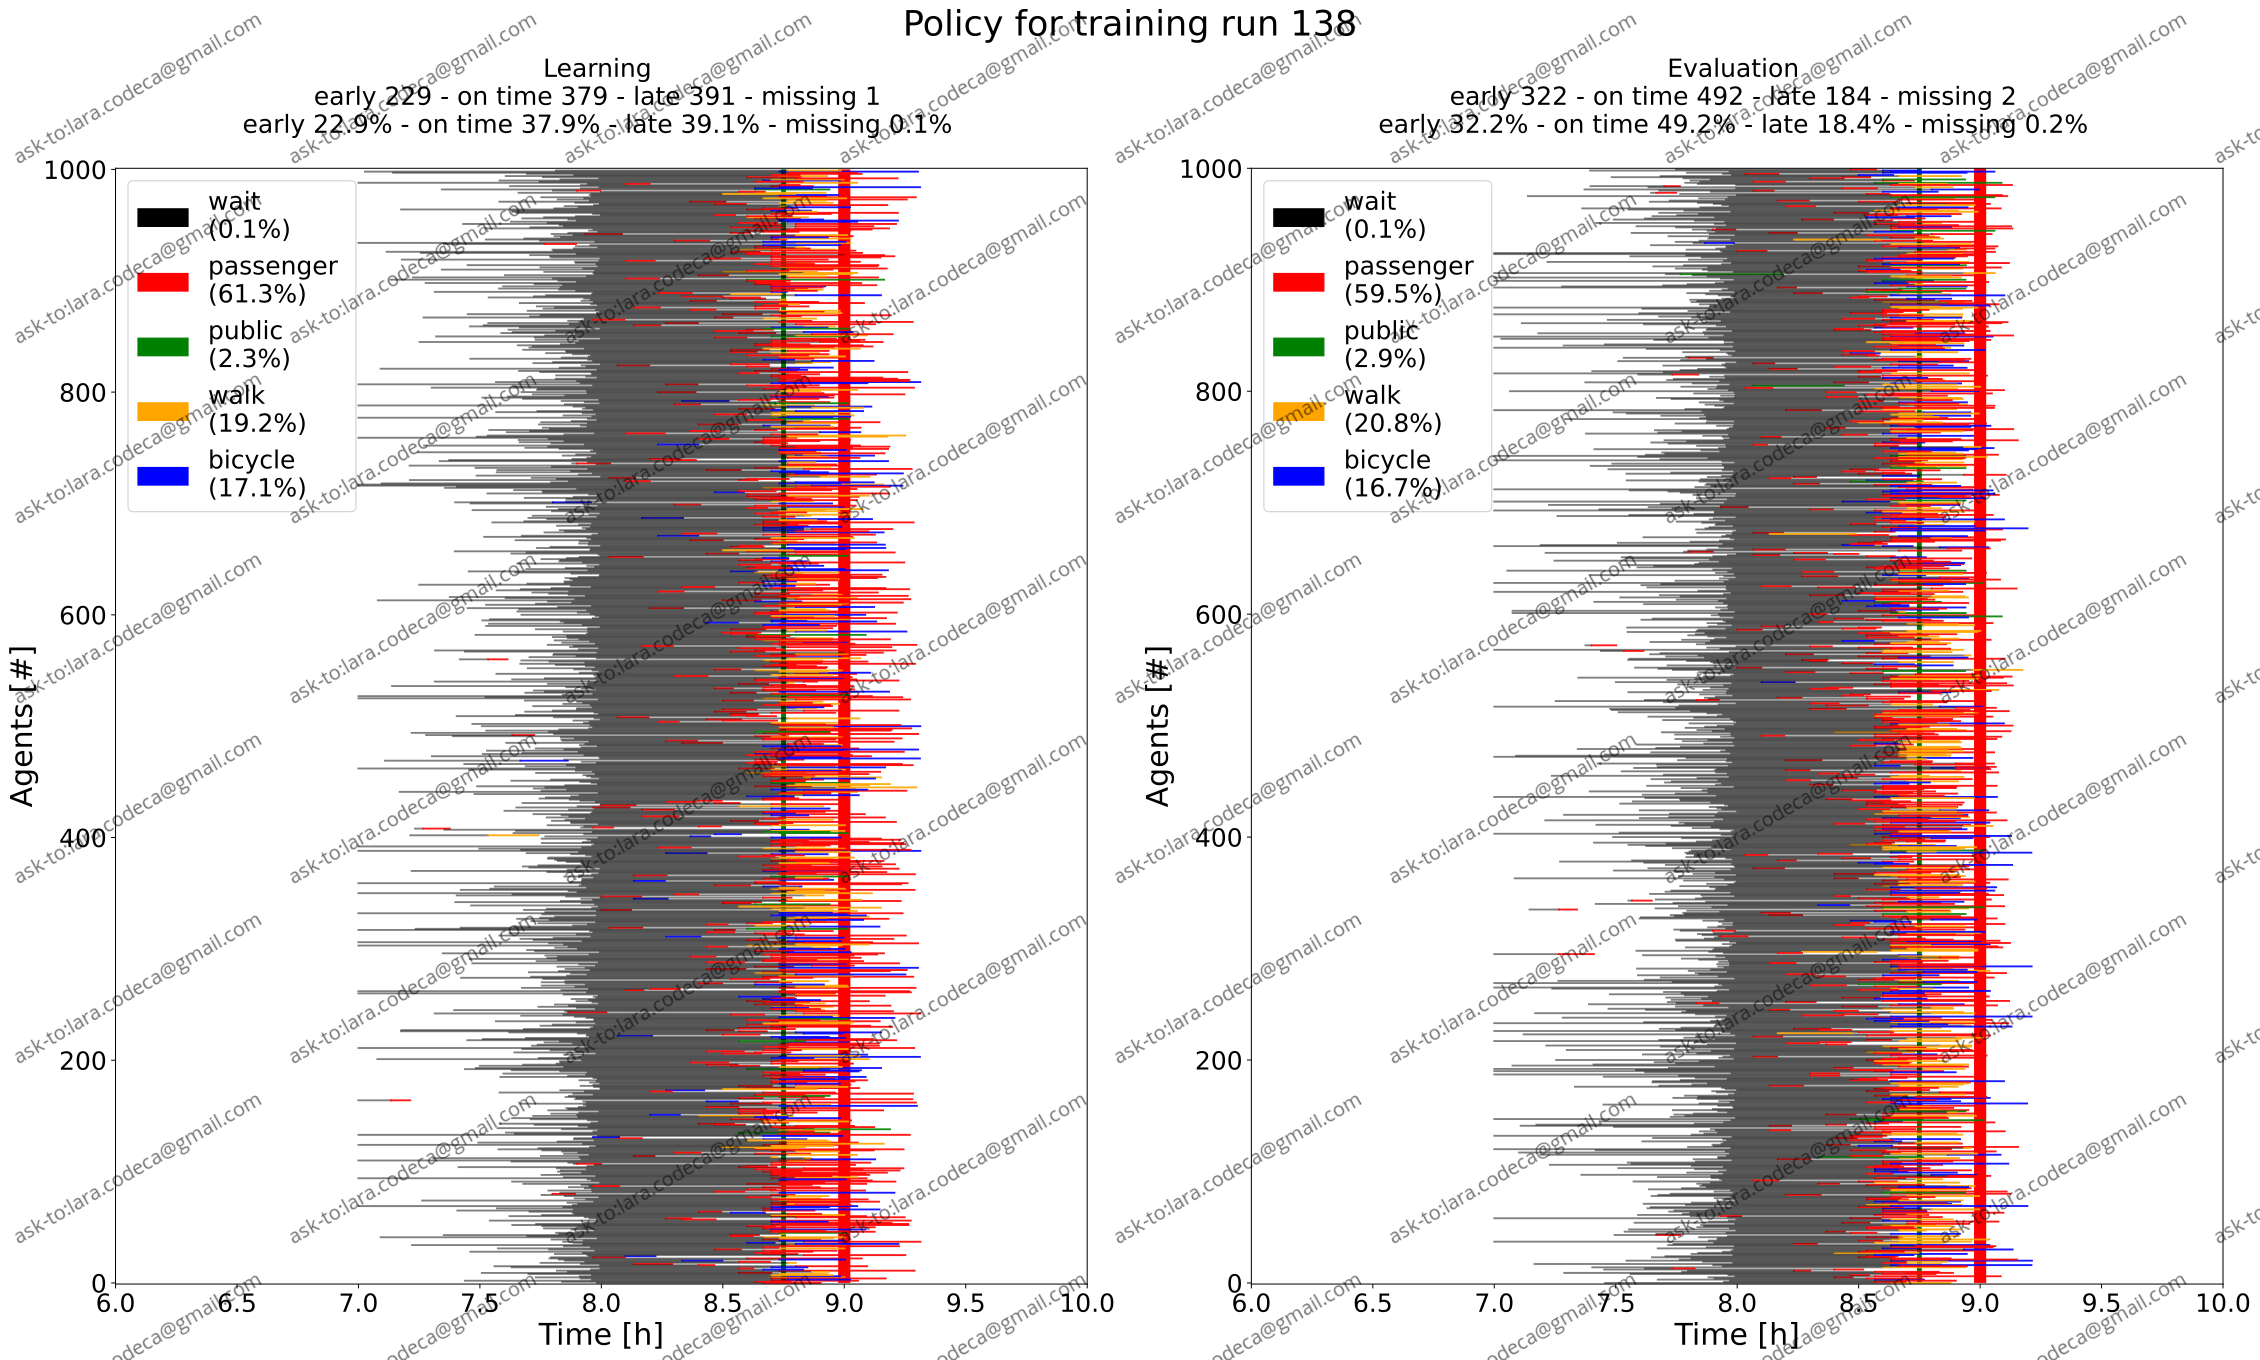 Policy for training run 138
Learning
early 229 - on time 379 - late 391 - missing 1
early 22.9% - on time 37.9% - late 39.1% - missing 0.1%
1000
800
600
400
200
0
Agents [#]
wait
(0.1%)
passenger
(61.3%)
public
(2.3%)
walk
(19.2%)
bicycle
(17.1%)
6.0 6.5 7.0 7.5 8.0 8.5 9.0 9.5 10.0
Time [h]
Evaluation
early 322 - on time 492 - late 184 - missing 2
early 32.2% - on time 49.2% - late 18.4% - missing 0.2%
1000
800
600
400
200
0
Agents [#]
wait
(0.1%)
passenger
(59.5%)
public
(2.9%)
walk
(20.8%)
bicycle
(16.7%)
6.0 6.5 7.0 7.5 8.0 8.5 9.0 9.5 10.0
Time [h]
ask-to:lara.codeca@gmail.com